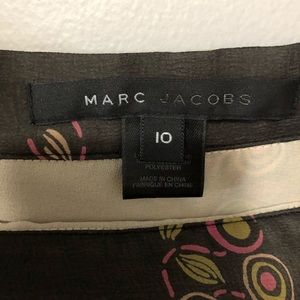 MARC JACOBS
10
POLYESTER
MADE IN CHINA
FABRIQUÉ EN CHINE